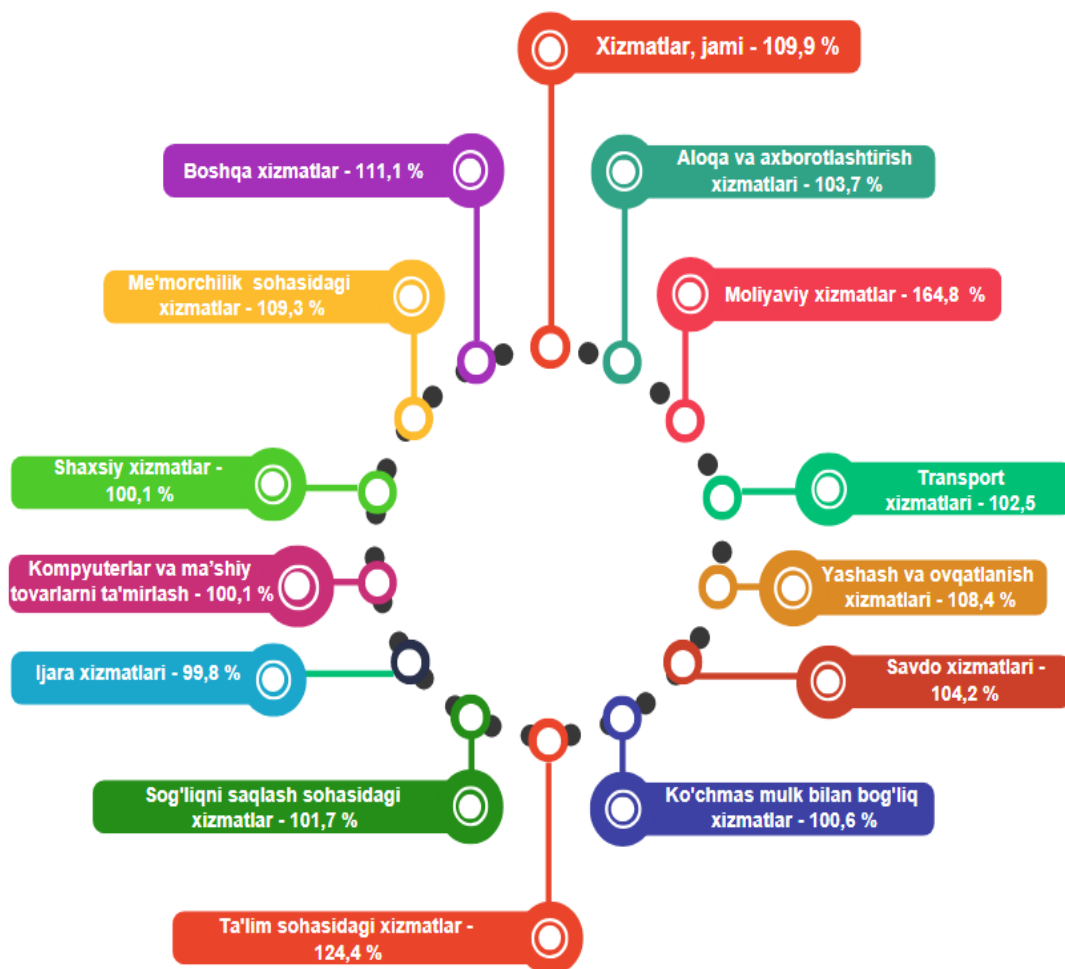 Xizmatlar, jami - 109,9 %
Boshqa xizmatlar - 111,1 %
Aloqa va axborotlashtirish
xizmatlari - 103,7 %
Me'morchilik sohasidagi
xizmatlar - 109,3 %
Moliyaviy xizmatlar - 164,8 %
Shaxsiy xizmatlar -
100,1 %
Transport
xizmatlari - 102,5
Kompyuterlar va ma’shiy
tovarlarni ta'mirlash - 100,1 %
Yashash va ovqatlanish
xizmatlari - 108,4 %
Ijara xizmatlari - 99,8 %
Savdo xizmatlari -
104,2 %
Sog'liqni saqlash sohasidagi
xizmatlar - 101,7 %
Ko'chmas mulk bilan bog'liq
xizmatlar - 100,6 %
Ta'lim sohasidagi xizmatlar -
124,4 %